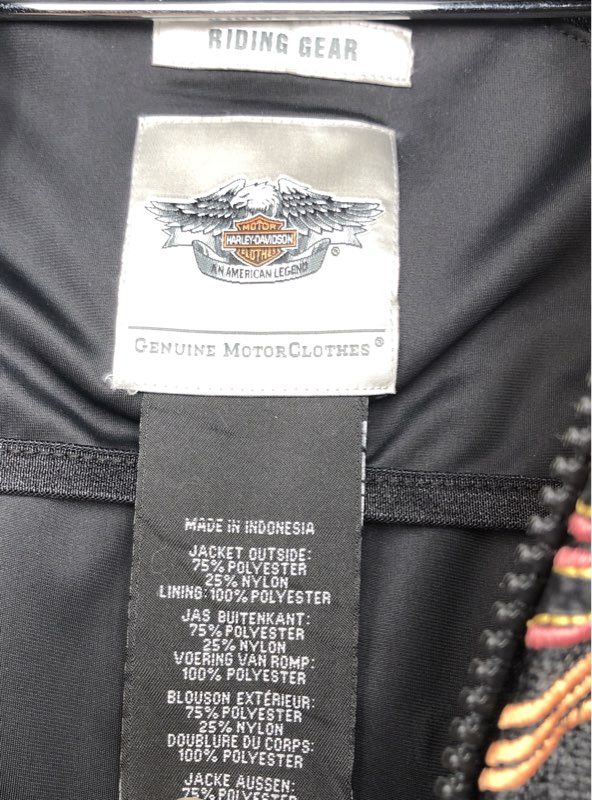 RIDING GEAR
MOTOR
HARLEY-DAVIDSON
CLOTHES
®
AN AMERICAN LEGEND
GENUINE MOTORCLOTHES®
MADE IN INDONESIA
JACKET OUTSIDE:
75% POLYESTER
25% NYLON
LINING: 100% POLYESTER
JAS BUITENKANT:
75% POLYESTER
25% NYLON
VOERING VAN ROMP:
100% POLYESTER
BLOUSON EXTÉRIEUR:
75% POLYESTER
25% NYLON
DOUBLURE DU CORPS:
100% POLYESTER
JACKE AUSSEN:
75% POLYESTER